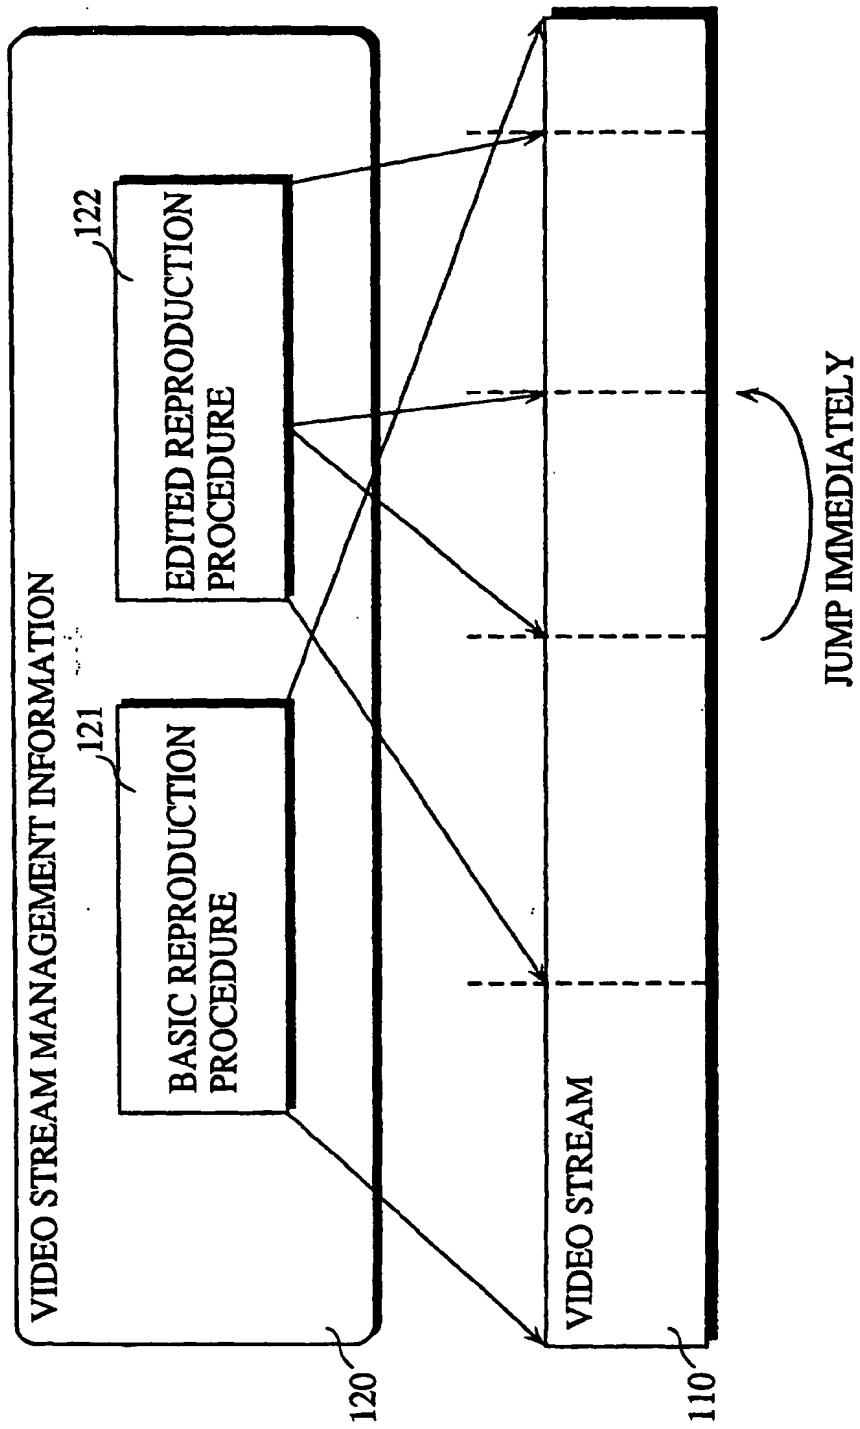 VIDEO STREAM MANAGEMENT INFORMATION
121
BASIC REPRODUCTION
PROCEDURE
122
EDITED REPRODUCTION
PROCEDURE
120
VIDEO STREAM
110
JUMP IMMEDIATELY